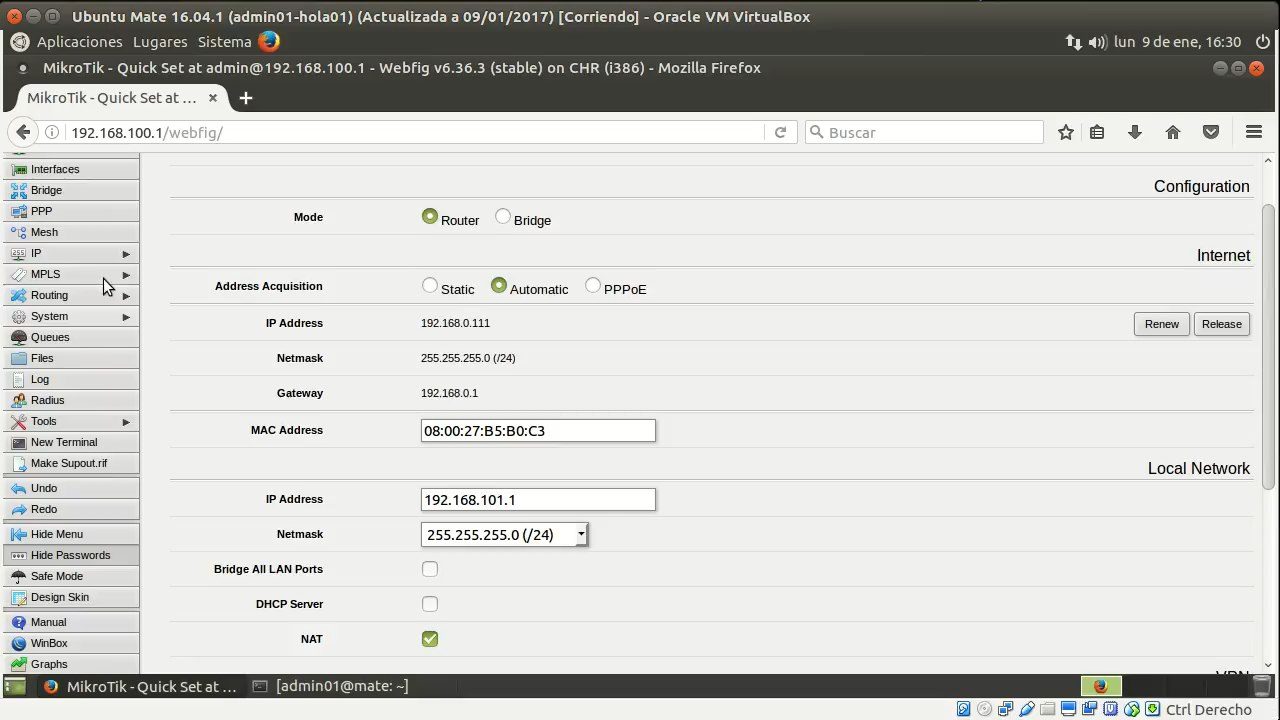 Ubuntu Mate 16.04.1 (admin01-hola01) (Actualizada a 09/01/2017) [Corriendo] - Oracle VM VirtualBox
Aplicaciones Lugares Sistema lun 9 de ene, 16:30
MikroTik - Quick Set at admin@192.168.100.1 - Webfig v6.36.3 (stable) on CHR (i386) - Mozilla Firefox
MikroTik - Quick Set at ...
192.168.100.1/webfig/ Buscar
Interfaces
Bridge
PPP
Mesh
IP
MPLS
Routing
System
Queues
Files
Log
Radius
Tools
New Terminal
Make Supout.rif
Undo
Redo
Hide Menu
Hide Passwords
Safe Mode
Design Skin
Manual
WinBox
Graphs
Configuration
Mode Router Bridge
Internet
Address Acquisition Static Automatic PPPoE
IP Address 192.168.0.111 Renew Release
Netmask 255.255.255.0 (/24)
Gateway 192.168.0.1
MAC Address 08:00:27:B5:B0:C3
Local Network
IP Address 192.168.101.1
Netmask 255.255.255.0 (/24)
Bridge All LAN Ports
DHCP Server
NAT
VPN
MikroTik - Quick Set at ... [admin01@mate: ~]
Ctrl Derecho